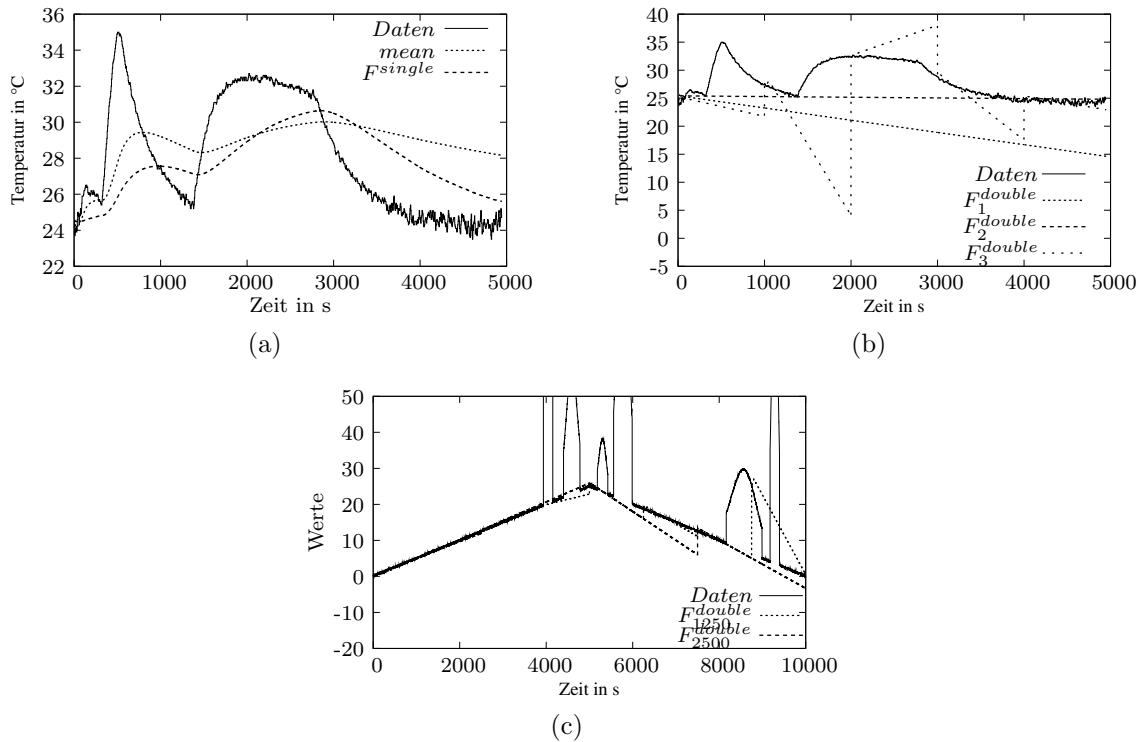 36
34
32
30
28
26
24
22
Temperatur in °C
Daten
mean
F^single
0 1000 2000 3000 4000 5000
Zeit in s
(a)
40
35
30
25
20
15
10
5
0
-5
Temperatur in °C
Daten
F_1^double
F_2^double
F_3^double
0 1000 2000 3000 4000 5000
Zeit in s
(b)
50
40
30
20
10
0
-10
-20
Werte
Daten
F_1250^double
F_2500^double
0 2000 4000 6000 8000 10000
Zeit in s
(c)